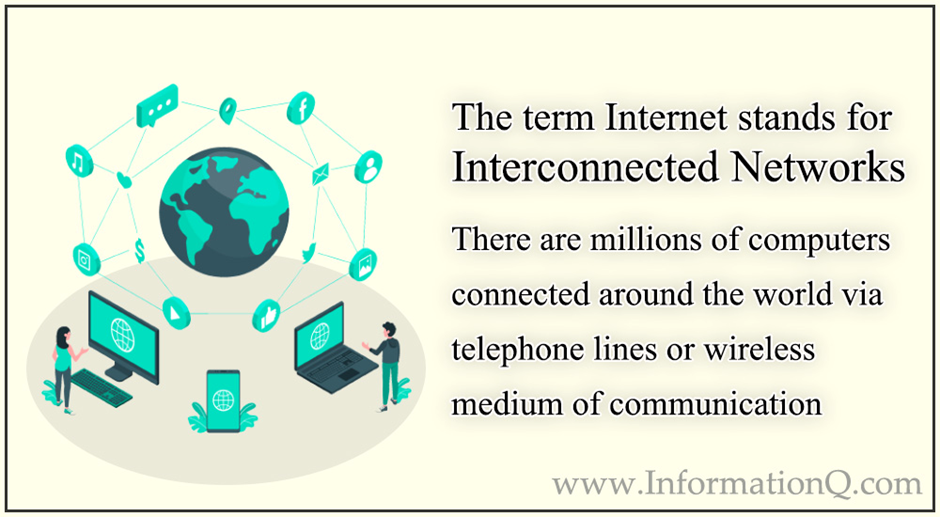 The term Internet stands for
Interconnected Networks
There are millions of computers
connected around the world via
telephone lines or wireless
medium of communication
www.InformationQ.com